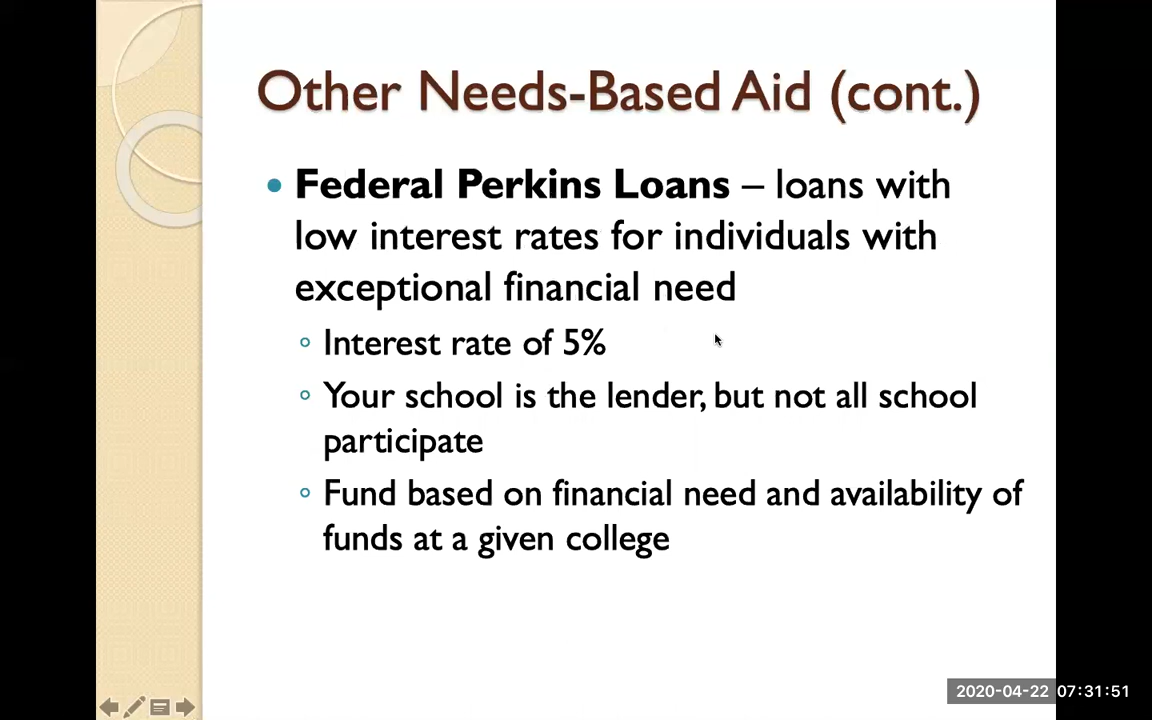 Other Needs-Based Aid (cont.)
Federal Perkins Loans – loans with
low interest rates for individuals with
exceptional financial need
Interest rate of 5%
Your school is the lender, but not all school
participate
Fund based on financial need and availability of
funds at a given college
2020-04-22 07:31:51